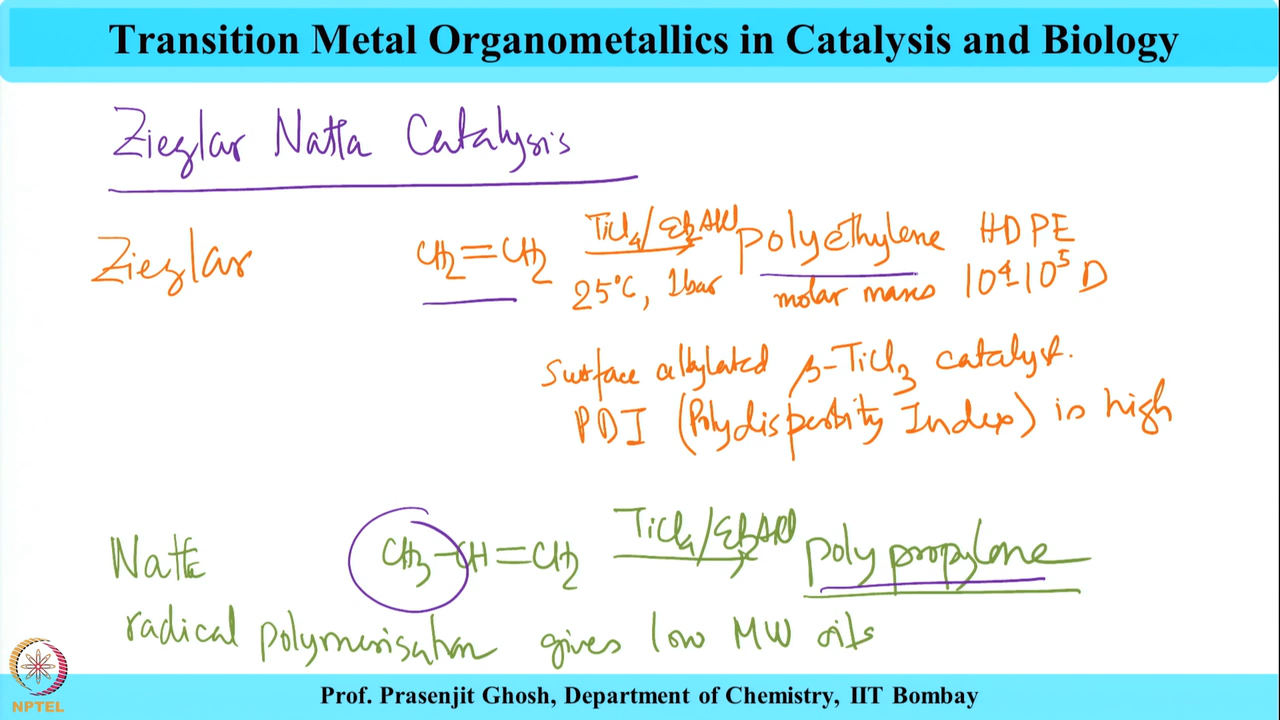 Transition Metal Organometallics in Catalysis and Biology
Zieglar Natta Catalysis
Zieglar CH2=CH2 TiCl4/Et2AlCl polyethylene HDPE
25°C, 1bar molar mass 104-105 D
Surface alkylated β-TiCl3 catalyst.
PDI (Polydispersity Index) is high
Natta CH3-CH=CH2 TiCl4/Et2AlCl polypropylene
radical polymerisation gives low MW oils
NPTEL
Prof. Prasenjit Ghosh, Department of Chemistry, IIT Bombay